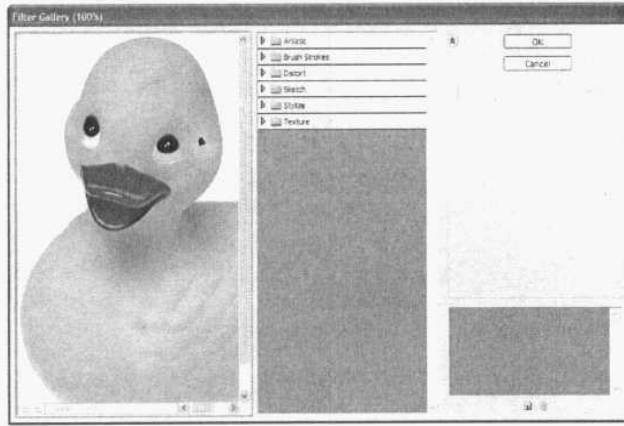 Filter Gallery (100%)
Artistic
Brush Strokes
Distort
Sketch
Stylize
Texture
OK
Cancel